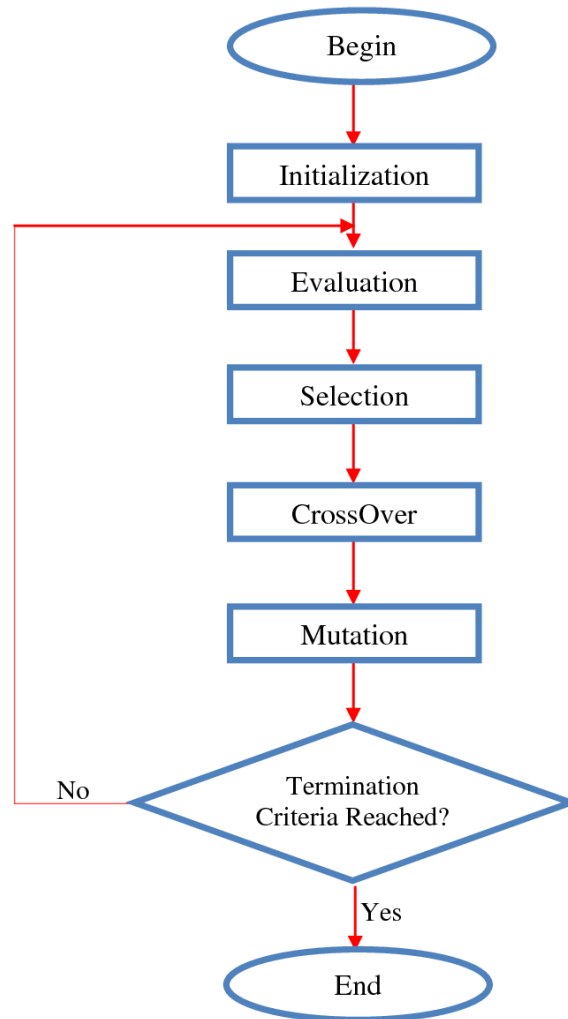 Begin
Initialization
Evaluation
Selection
CrossOver
Mutation
Termination
Criteria Reached?
No
Yes
End